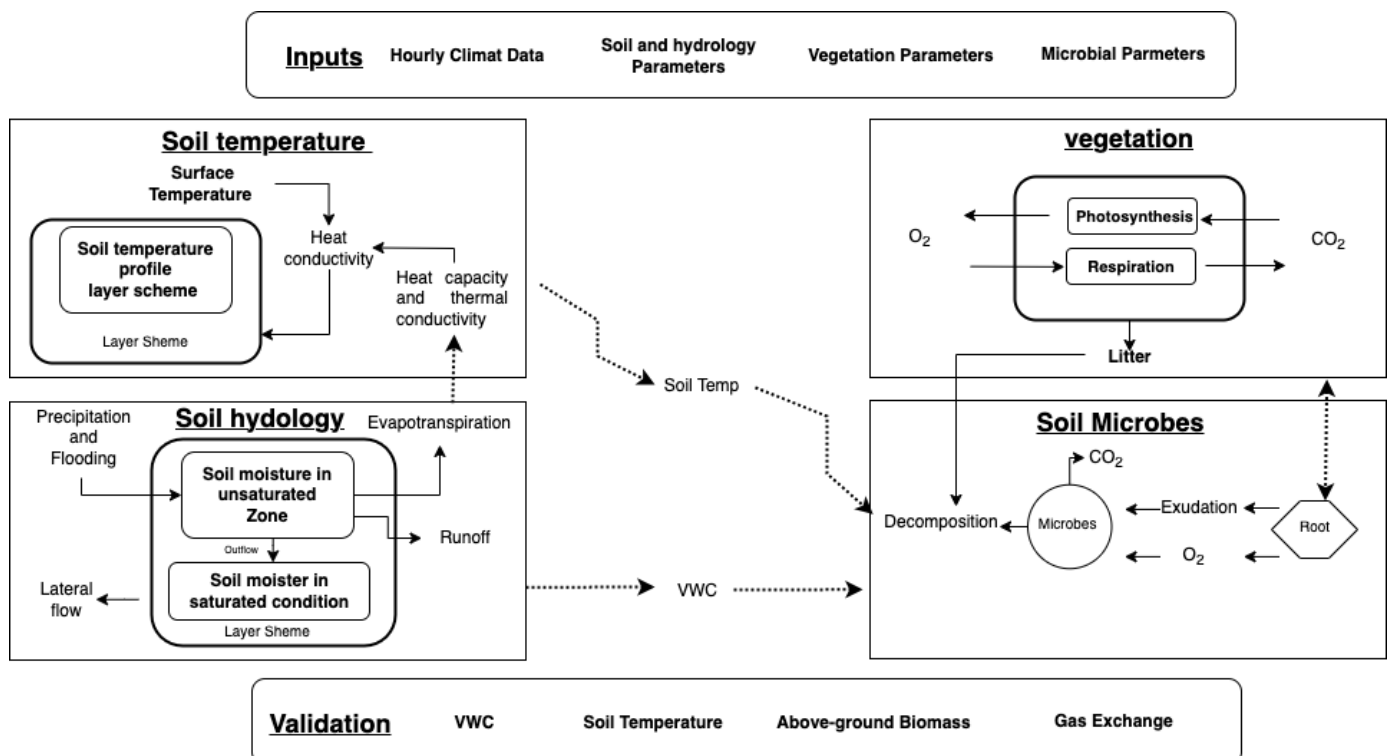 Inputs
Hourly Climat Data
Soil and hydrology
Parameters
Vegetation Parameters
Microbial Parmeters
Soil temperature
Surface
Temperature
Soil temperature
profile
layer scheme
Layer Sheme
Heat
conductivity
Heat capacity
and thermal
conductivity
vegetation
Photosynthesis
Respiration
O2
CO2
Litter
Soil Temp
Soil hydology
Precipitation
and
Flooding
Soil moisture in
unsaturated
Zone
Evapotranspiration
Runoff
Outflow
Soil moister in
saturated condition
Layer Sheme
Lateral
flow
VWC
Soil Microbes
CO2
Decomposition
Microbes
Exudation
O2
Root
Validation
VWC
Soil Temperature
Above-ground Biomass
Gas Exchange